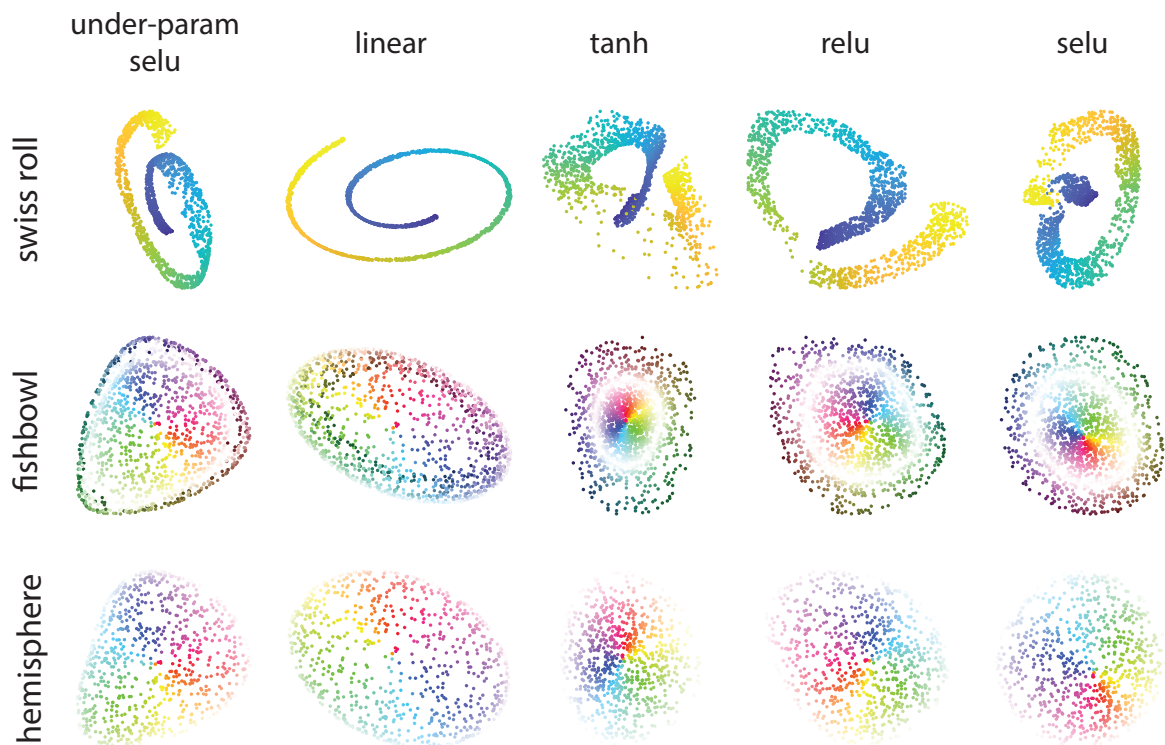 under-param
selu
linear
tanh
relu
selu
swiss roll
fishbowl
hemisphere